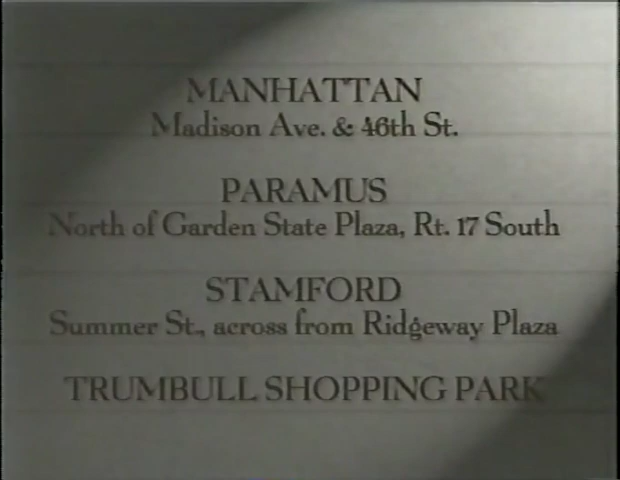 MANHATTAN
Madison Ave. & 46th St.
PARAMUS
North of Garden State Plaza, Rt. 17 South
STAMFORD
Summer St., across from Ridgeway Plaza
TRUMBULL SHOPPING PARK